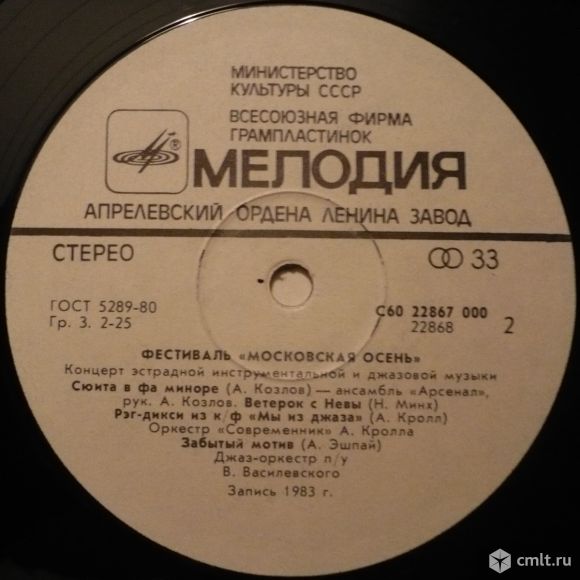 МИНИСТЕРСТВО
КУЛЬТУРЫ СССР
ВСЕСОЮЗНАЯ ФИРМА
ГРАМПЛАСТИНОК
®
МЕЛОДИЯ
АПРЕЛЕВСКИЙ ОРДЕНА ЛЕНИНА ЗАВОД
СТЕРЕО 33
ГОСТ 5289-80
Гр. 3. 2-25
С60 22867 000
22868 2
ФЕСТИВАЛЬ «МОСКОВСКАЯ ОСЕНЬ»
Концерт эстрадной инструментальной и джазовой музыки
Сюита в фа миноре (А. Козлов) — ансамбль «Арсенал»,
рук. А. Козлов. Ветерок с Невы (Н. Минх)
Рэг-дикси из к/ф «Мы из джаза» (А. Кролл)
Оркестр «Современник» А. Кролла
Забытый мотив (А. Эшпай)
Джаз-оркестр п/у
В. Василевского
Запись 1983 г.
cmlt.ru